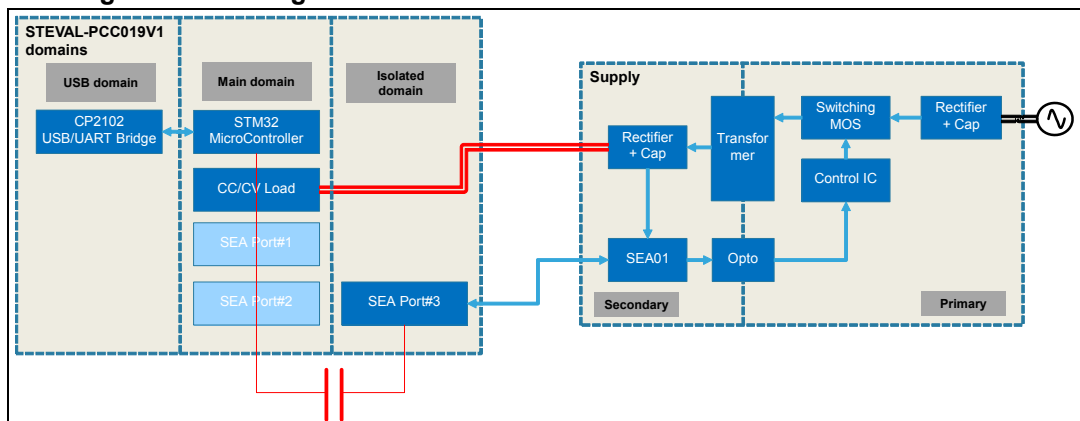 STEVAL-PCC019V1
domains
USB domain
Main domain
Isolated
domain
CP2102
USB/UART Bridge
STM32
MicroController
CC/CV Load
SEA Port#1
SEA Port#2
SEA Port#3
Supply
Rectifier
+ Cap
Transfor
mer
Switching
MOS
Rectifier
+ Cap
Control IC
SEA01
Opto
Secondary
Primary